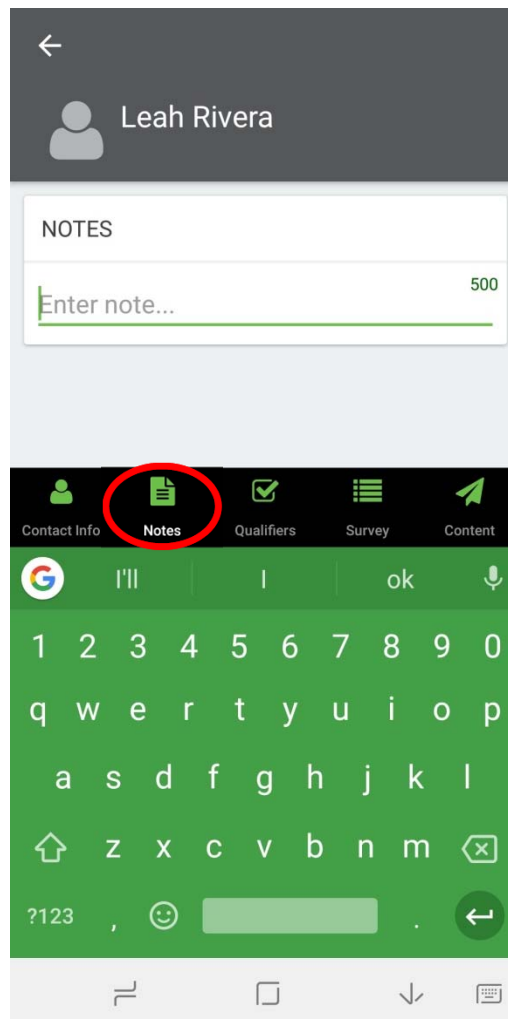 Leah Rivera
NOTES
500
Enter note...
Contact Info Notes Qualifiers Survey Content
G I'll I ok
1 2 3 4 5 6 7 8 9 0
q w e r t y u i o p
a s d f g h j k l
z x c v b n m
?123 , .